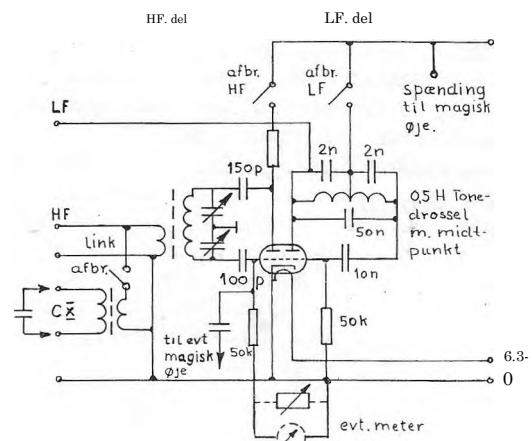 HF. del
LF. del
afbr.
HF
afbr.
LF
Spænding
til magisk
øje.
LF
2n
2n
150p
HF
0,5 H Tone-
drossel
m. midt-
punkt
50n
Link
afbr.
100p
10n
Cx̄
til evt
magisk
øje
50k
50k
6.3-
0
evt. meter